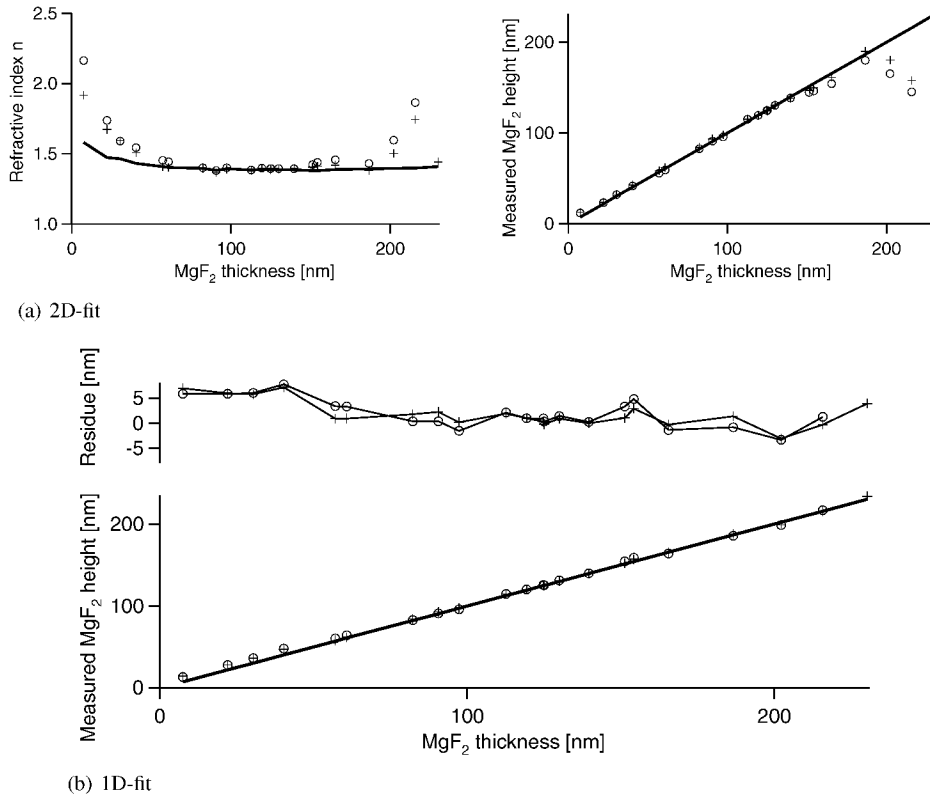 2.5
2.0
1.5
1.0
Refractive index n
0
100
200
MgF₂ thickness [nm]
200
100
0
Measured MgF₂ height [nm]
0
100
200
MgF₂ thickness [nm]
(a) 2D-fit
5
0
-5
Residue [nm]
200
100
0
Measured MgF₂ height [nm]
0
100
200
MgF₂ thickness [nm]
(b) 1D-fit